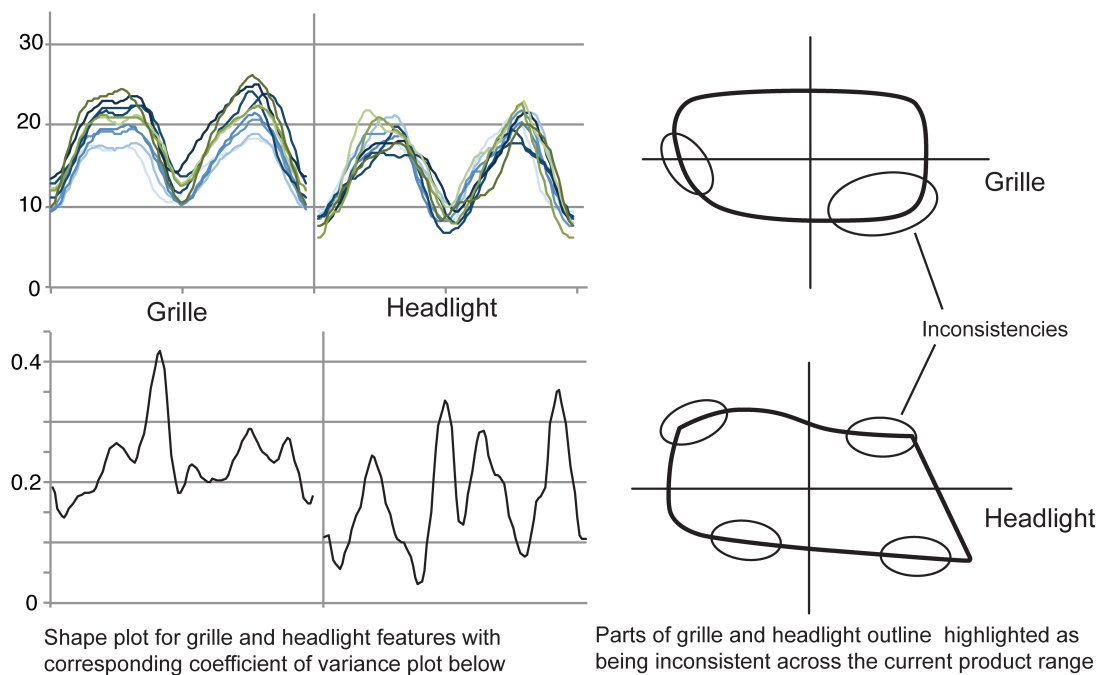 30
20
10
0
Grille
Headlight
0.4
0.2
0
Shape plot for grille and headlight features with
corresponding coefficient of variance plot below
Grille
Inconsistencies
Headlight
Parts of grille and headlight outline highlighted as
being inconsistent across the current product range